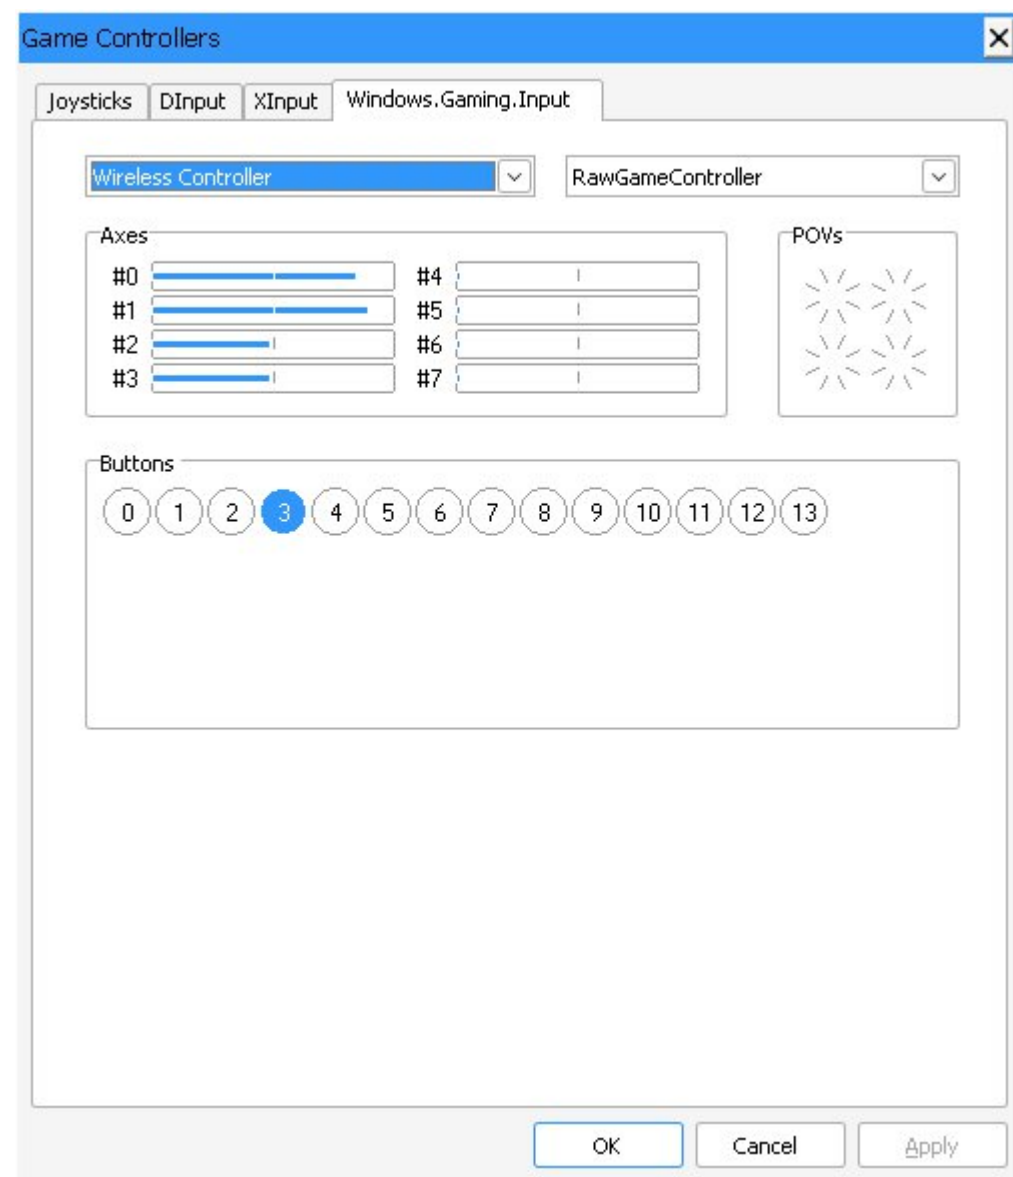 Game Controllers
Joysticks DInput XInput Windows.Gaming.Input
Wireless Controller RawGameController
Axes POVs
#0 #4
#1 #5
#2 #6
#3 #7
Buttons
0 1 2 3 4 5 6 7 8 9 10 11 12 13
OK Cancel Apply